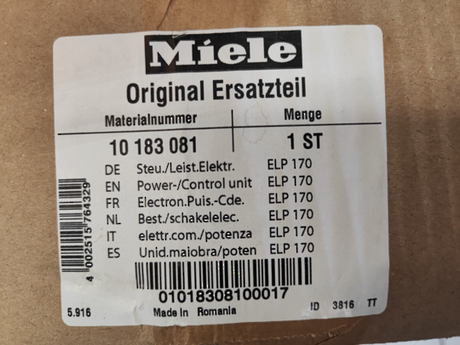 Miele
Original Ersatzteil
Materialnummer Menge
10 183 081 1 ST
DE Steu./Leist.Elektr. ELP 170
EN Power-/Control unit ELP 170
FR Electron.Puis.-Cde. ELP 170
NL Best./schakelelec. ELP 170
IT elettr.com./potenza ELP 170
ES Unid.maiobra/poten ELP 170
4 002515 764329
01018308100017
5.916 Made in Romania ID 3816 TT